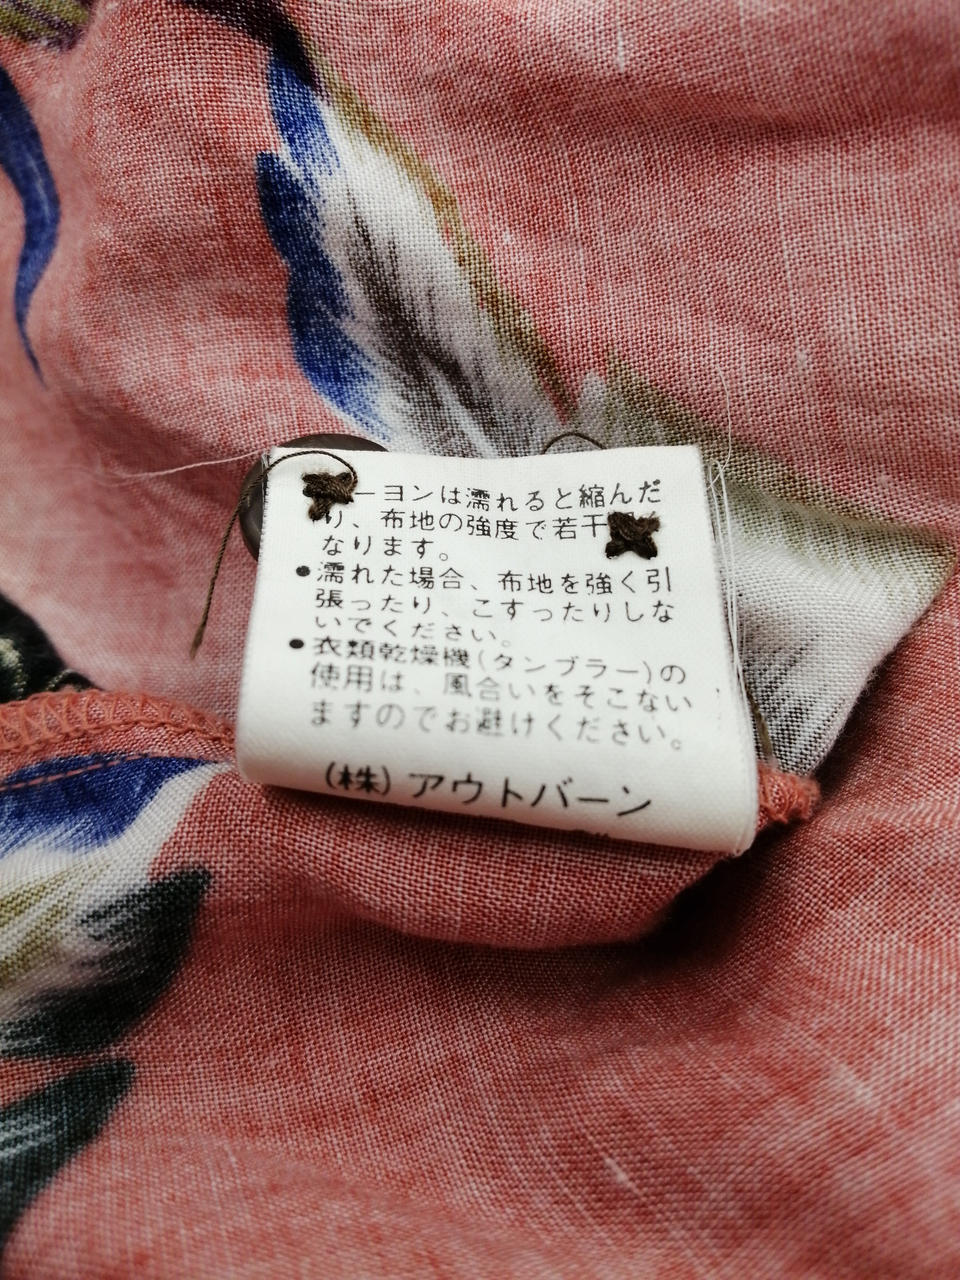 ーヨンは濡れると縮んだ
り、布地の強度で若干
なります。
●濡れた場合、布地を強く引
張ったり、こすったりしな
いでください。
●衣類乾燥機(タンブラー)の
使用は、風合いをそこない
ますのでお避けください。
(株)アウトバーン